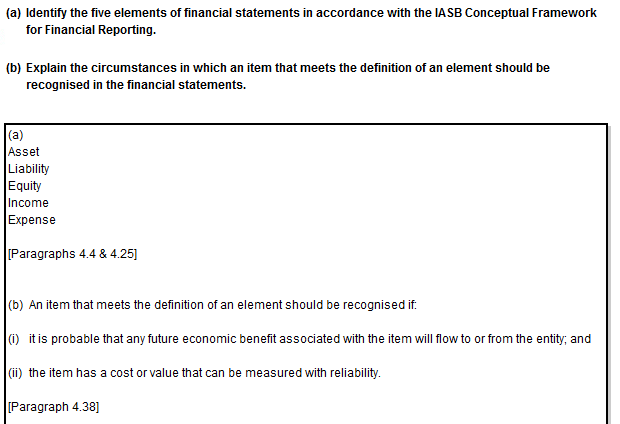 (a) Identify the five elements of financial statements in accordance with the IASB Conceptual Framework
for Financial Reporting.
(b) Explain the circumstances in which an item that meets the definition of an element should be
recognised in the financial statements.
(a)
Asset
Liability
Equity
Income
Expense
[Paragraphs 4.4 & 4.25]
(b) An item that meets the definition of an element should be recognised if:
(i) it is probable that any future economic benefit associated with the item will flow to or from the entity; and
(ii) the item has a cost or value that can be measured with reliability.
[Paragraph 4.38]